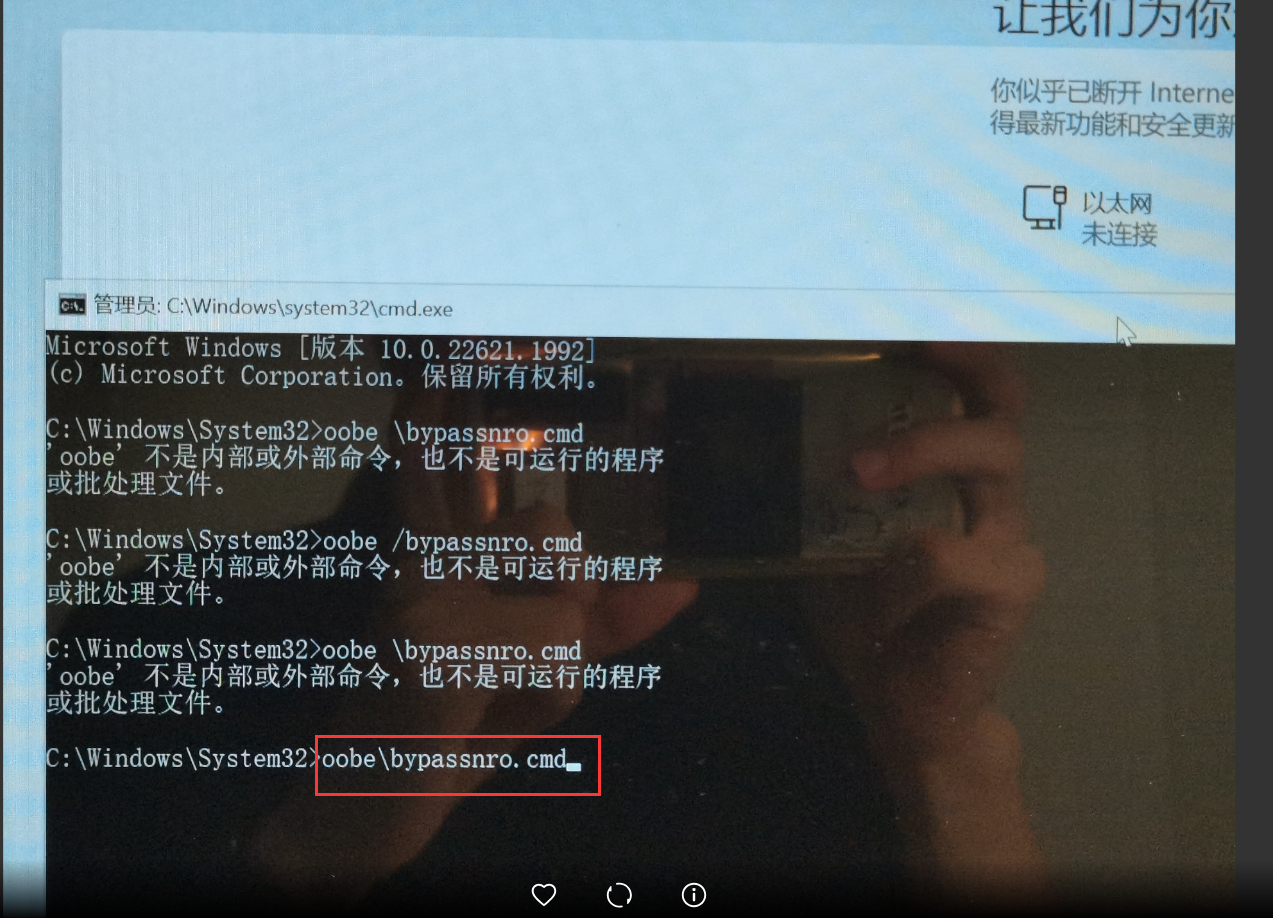 让我们为你
你似乎已断开 Interne
得最新功能和安全更新
以太网
未连接
管理员: C:\Windows\system32\cmd.exe
Microsoft Windows [版本 10.0.22621.1992]
(c) Microsoft Corporation。保留所有权利。
C:\Windows\System32>oobe \bypassnro.cmd
'oobe' 不是内部或外部命令，也不是可运行的程序
或批处理文件。
C:\Windows\System32>oobe /bypassnro.cmd
'oobe' 不是内部或外部命令，也不是可运行的程序
或批处理文件。
C:\Windows\System32>oobe \bypassnro.cmd
'oobe' 不是内部或外部命令，也不是可运行的程序
或批处理文件。
C:\Windows\System32>oobe\bypassnro.cmd